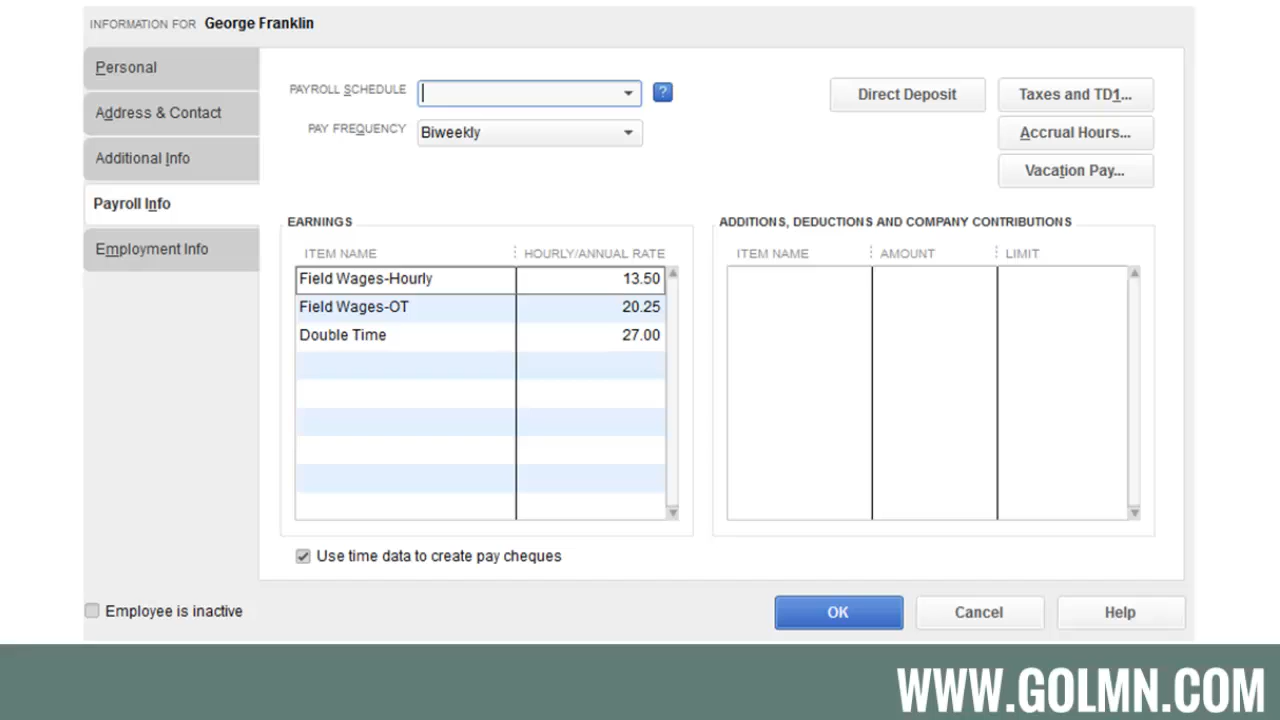 INFORMATION FOR George Franklin
Personal
Address & Contact
Additional Info
Payroll Info
Employment Info
PAYROLL SCHEDULE
?
PAY FREQUENCY Biweekly
Direct Deposit
Taxes and TD1...
Accrual Hours...
Vacation Pay...
EARNINGS
ITEM NAME HOURLY/ANNUAL RATE
Field Wages-Hourly 13.50
Field Wages-OT 20.25
Double Time 27.00
ADDITIONS, DEDUCTIONS AND COMPANY CONTRIBUTIONS
ITEM NAME AMOUNT LIMIT
Use time data to create pay cheques
Employee is inactive
OK
Cancel
Help
WWW.GOLMN.COM